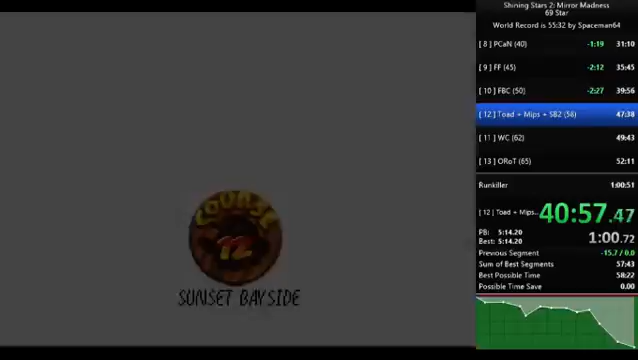 Shining Stars 2: Mirror Madness
69 Star
World Record is 55:32 by Spaceman64
[ 8 ] PCaN (40) -1:19 31:10
[ 9 ] FF (45) -2:12 35:45
[ 10 ] FBC (50) -2:27 39:56
[ 12 ] Toad + Mips + SB2 (56) 47:38
[ 11 ] WC (62) 49:43
[ 13 ] ORoT (65) 52:11
Runkiller 1:00:51
[ 12 ] Toad + Mips... 40:57.47
PB: 5:14.20
Best: 5:14.20 1:00.72
Previous Segment -15.7 / 0.0
Sum of Best Segments 57:43
Best Possible Time 58:22
Possible Time Save 0.00
COURSE
12
SUNSET BAYSIDE